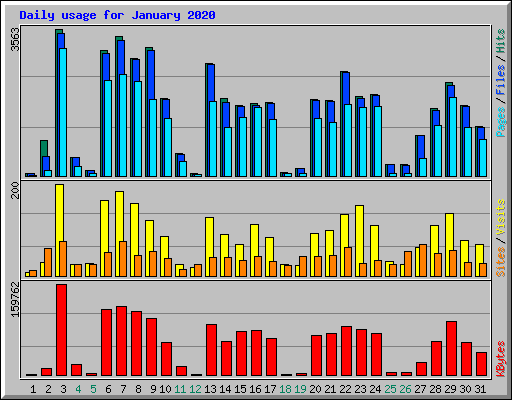 Daily usage for January 2020
3563
Pages / Files / Hits
200
Sites / Visits
159762
KBytes
1 2 3 4 5 6 7 8 9 10 11 12 13 14 15 16 17 18 19 20 21 22 23 24 25 26 27 28 29 30 31